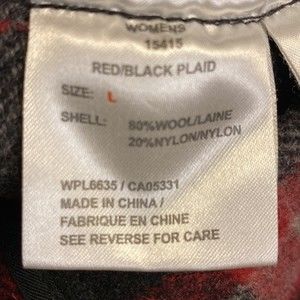 WOMENS
15415
RED/BLACK PLAID
SIZE: L
SHELL: 80%WOOL/LAINE
20%NYLON/NYLON
WPL6635 / CA05331
MADE IN CHINA /
FABRIQUE EN CHINE
SEE REVERSE FOR CARE